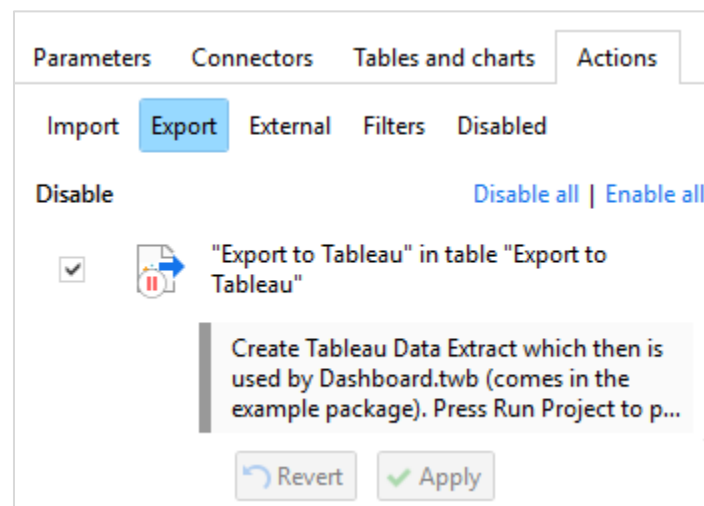 Parameters Connectors Tables and charts Actions
Import Export External Filters Disabled
Disable Disable all | Enable all
"Export to Tableau" in table "Export to
Tableau"
Create Tableau Data Extract which then is
used by Dashboard.twb (comes in the
example package). Press Run Project to p...
Revert Apply